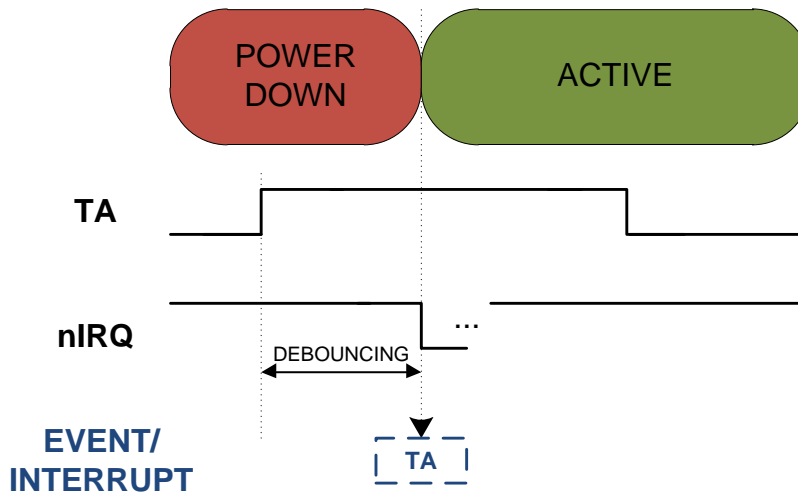 POWER
DOWN
ACTIVE
TA
nIRQ
...
DEBOUNCING
EVENT/
INTERRUPT
TA